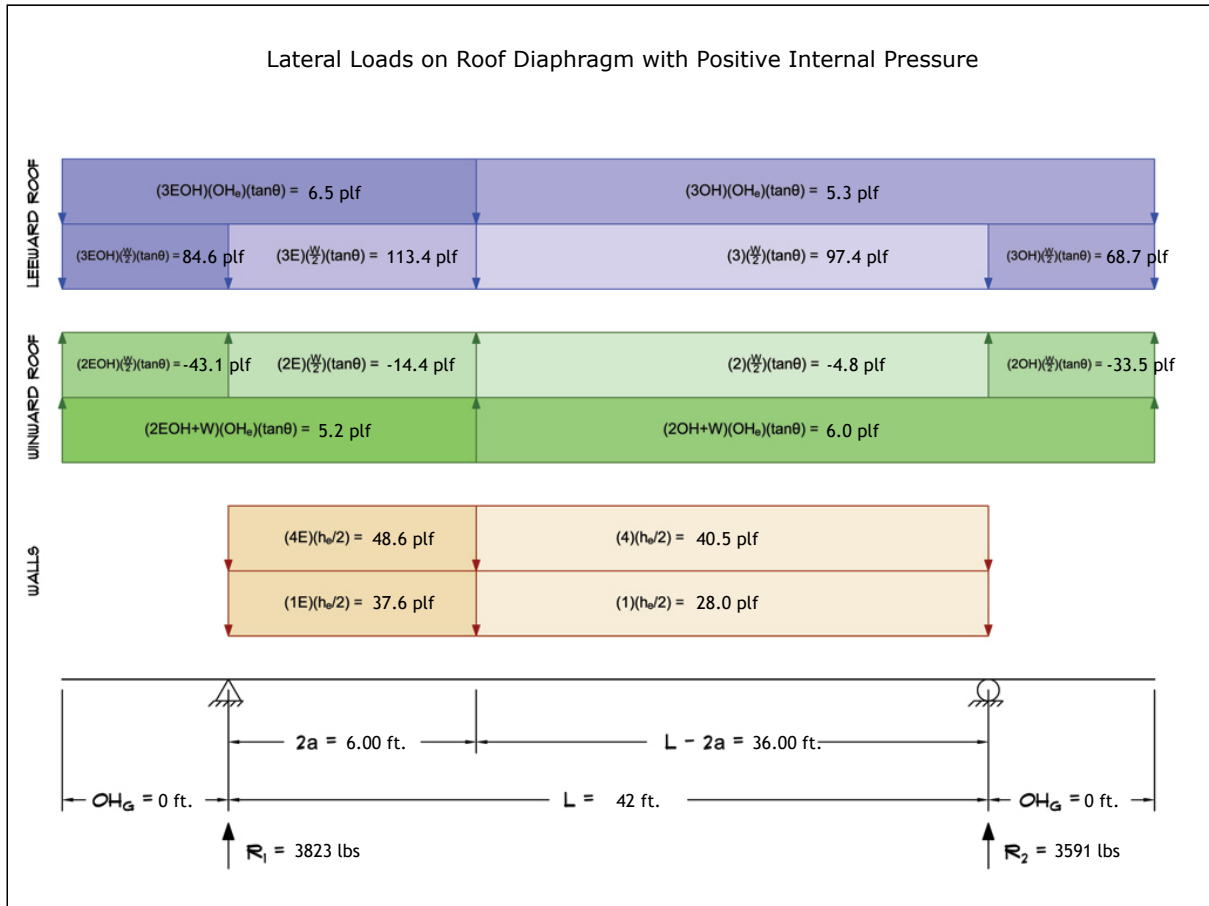 Lateral Loads on Roof Diaphragm with Positive Internal Pressure
LEEWARD ROOF
(3EOH)(OHₑ)(tanθ) = 6.5 plf
(3OH)(OHₑ)(tanθ) = 5.3 plf
(3EOH)(W/2)(tanθ) = 84.6 plf
(3E)(W/2)(tanθ) = 113.4 plf
(3)(W/2)(tanθ) = 97.4 plf
(3OH)(W/2)(tanθ) = 68.7 plf
WINWARD ROOF
(2EOH)(W/2)(tanθ) = -43.1 plf
(2E)(W/2)(tanθ) = -14.4 plf
(2)(W/2)(tanθ) = -4.8 plf
(2OH)(W/2)(tanθ) = -33.5 plf
(2EOH+W)(OHₑ)(tanθ) = 5.2 plf
(2OH+W)(OHₑ)(tanθ) = 6.0 plf
WALLS
(4E)(hₑ/2) = 48.6 plf
(4)(hₑ/2) = 40.5 plf
(1E)(hₑ/2) = 37.6 plf
(1)(hₑ/2) = 28.0 plf
2a = 6.00 ft.
L - 2a = 36.00 ft.
OH_G = 0 ft.
L = 42 ft.
OH_G = 0 ft.
R₁ = 3823 lbs
R₂ = 3591 lbs